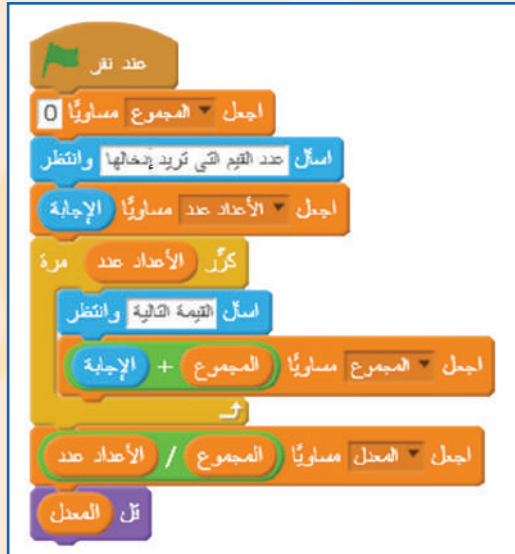 عند نقر
اجعل المجموع مساويًا 0
اسأل عدد القيم التي تريد إدخالها وانتظر
اجعل الأعداد عدد مساويًا الإجابة
كرِّر الأعداد عدد مرة
اسأل القيمة التالية وانتظر
اجعل المجموع مساويًا المجموع + الإجابة
اجعل المعدل مساويًا المجموع / الأعداد عدد
قل المعدل